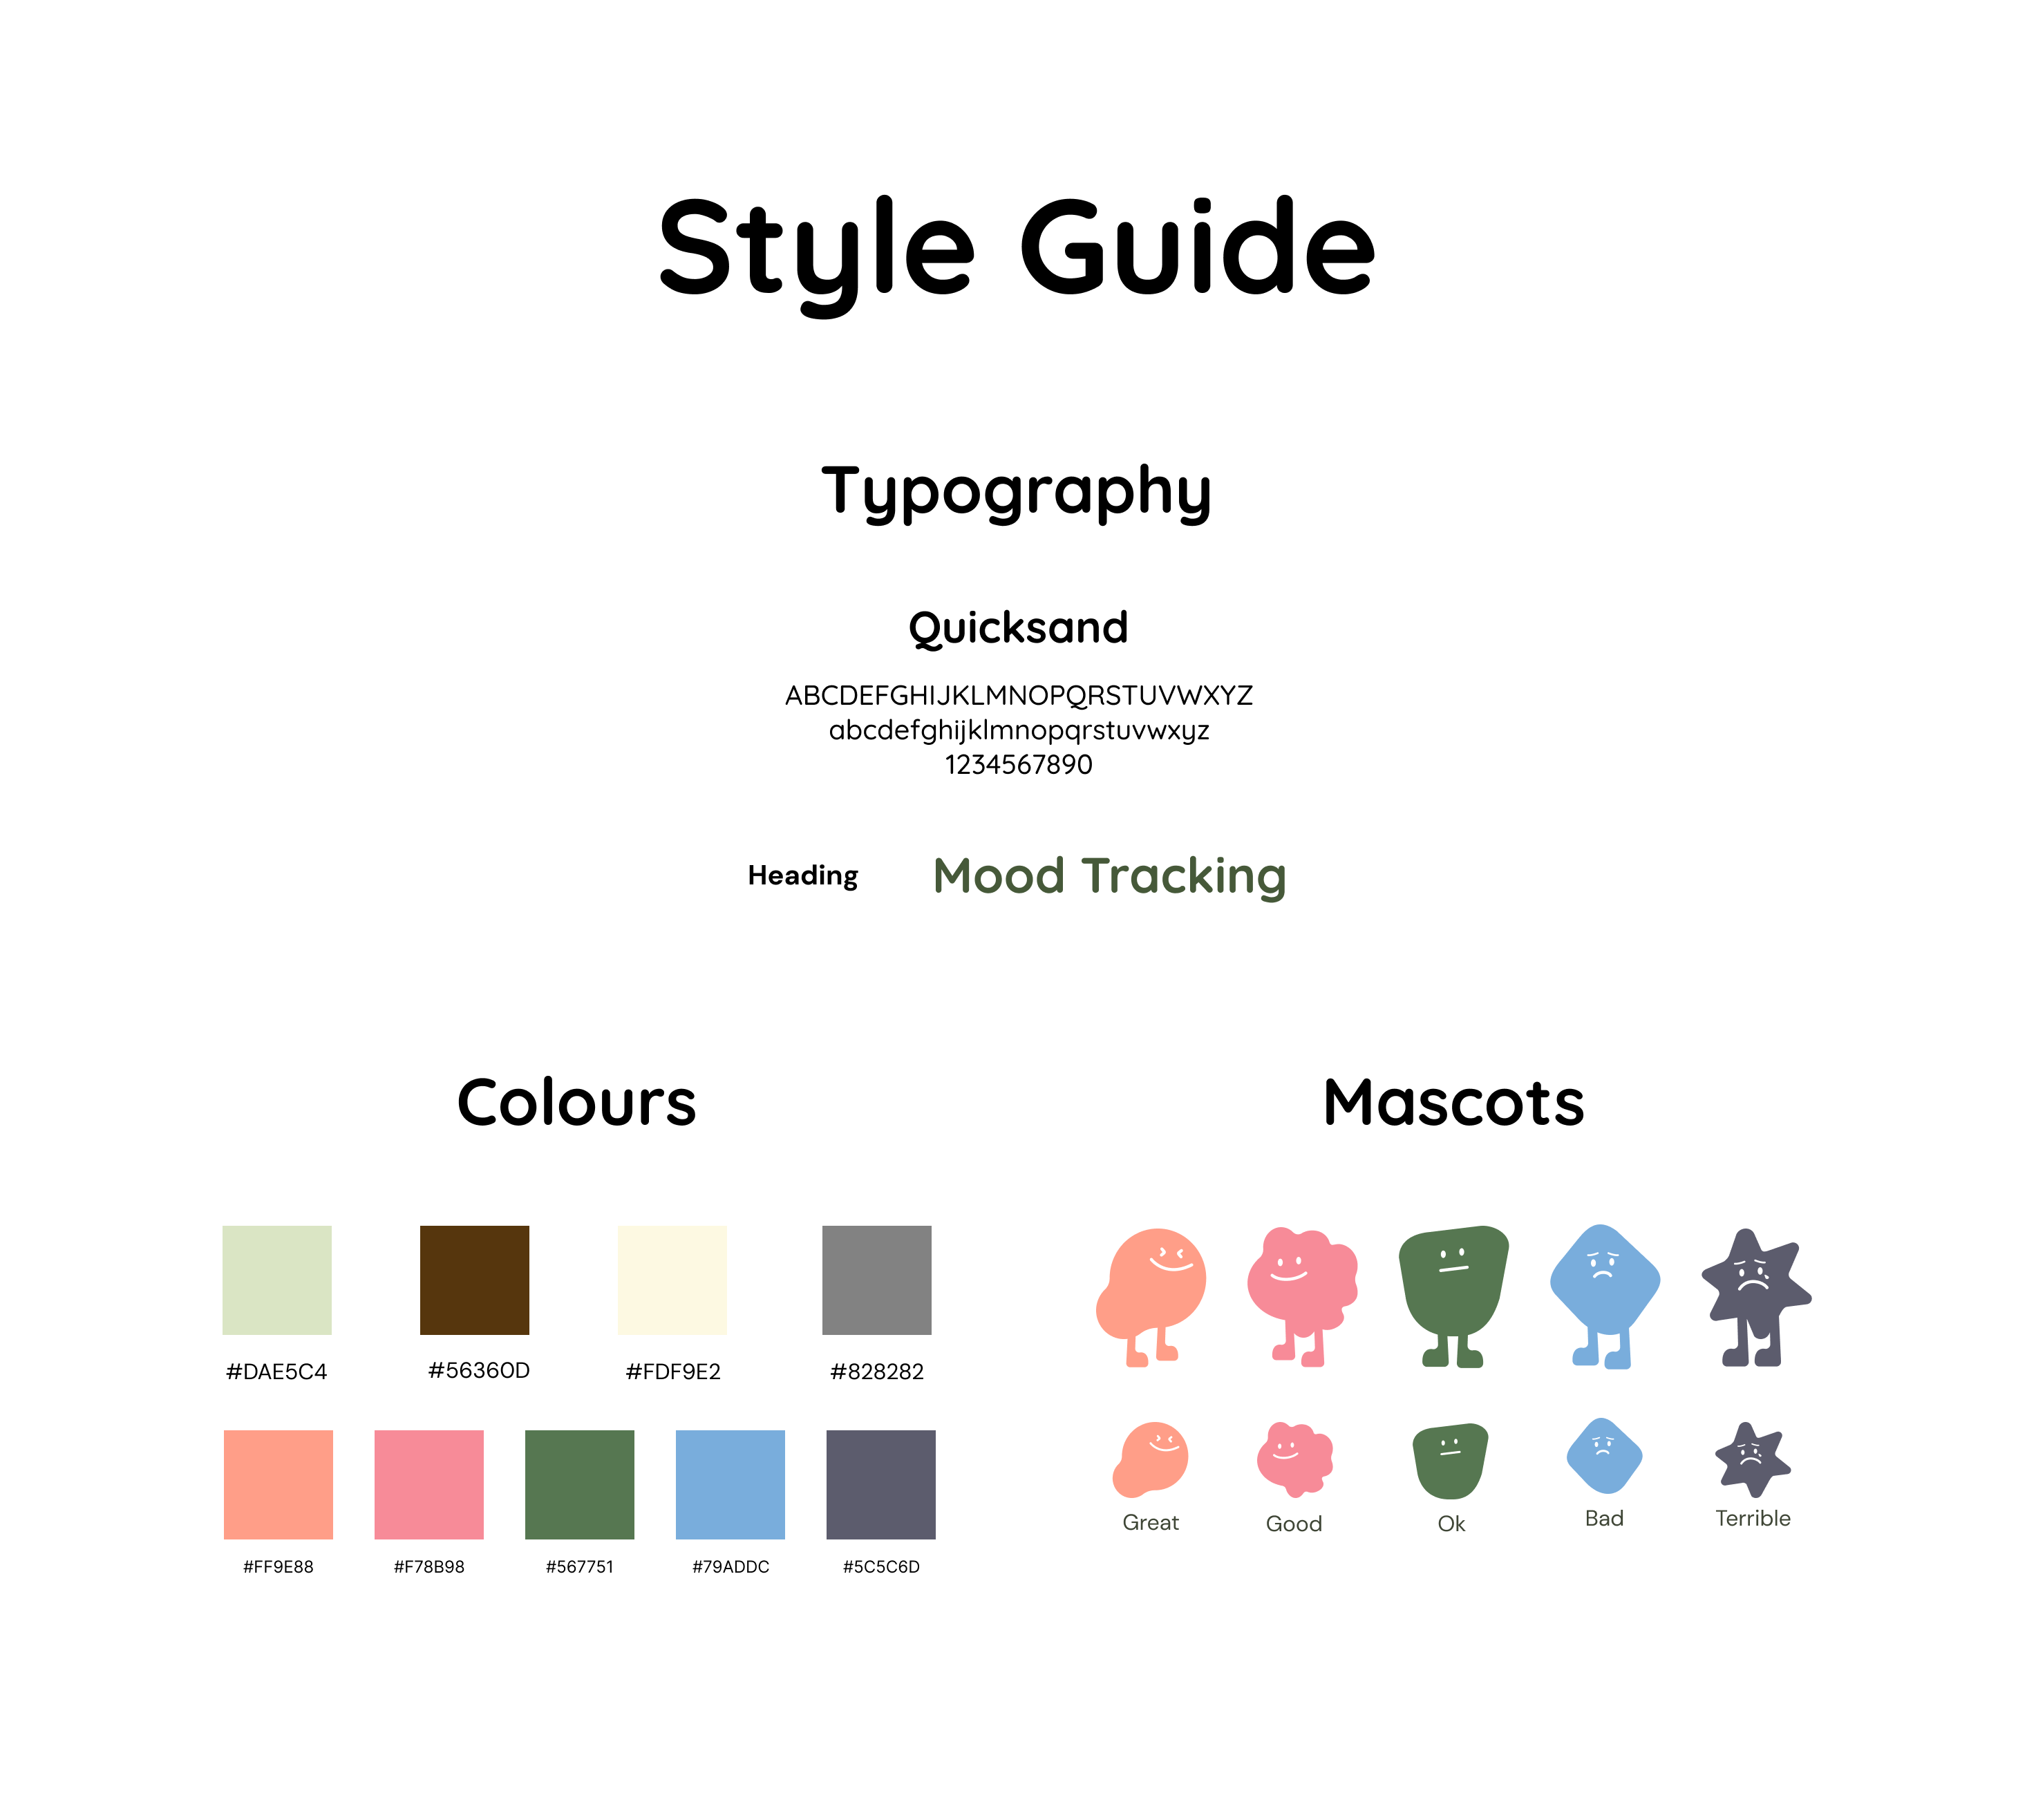 Style Guide
Typography
Quicksand
ABCDEFGHIJKLMNOPQRSTUVWXYZ
abcdefghijklmnopqrstuvwxyz
1234567890
Heading
Mood Tracking
Colours
#DAE5C4
#56360D
#FDF9E2
#828282
#FF9E88
#F78B98
#567751
#79ADDC
#5C5C6D
Mascots
Great
Good
Ok
Bad
Terrible